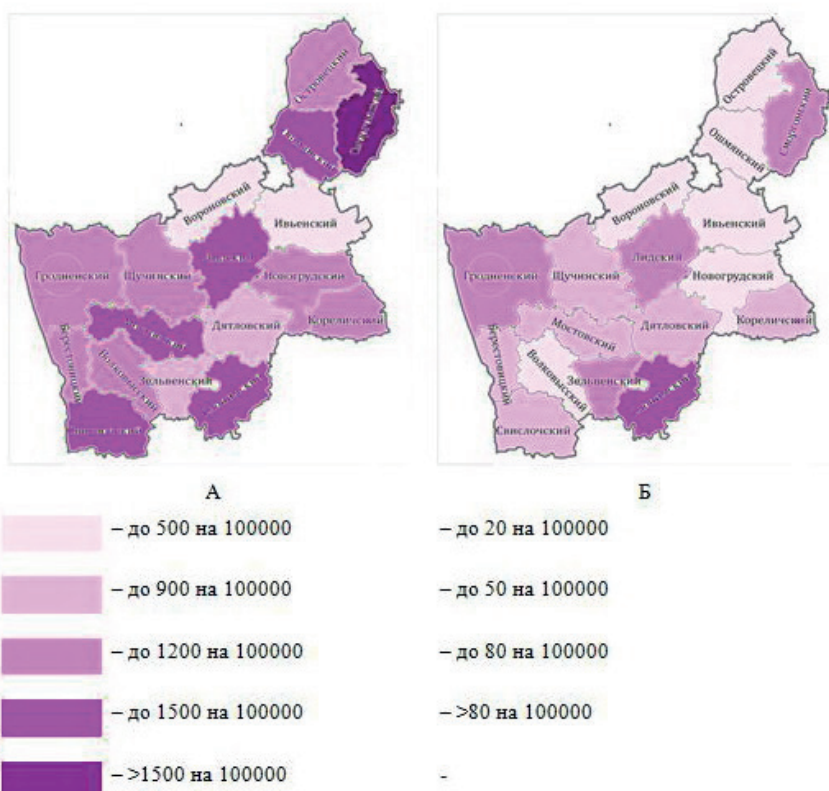 Островецкий
Вороновский
Ивьенский
Гродненский
Щучинский
Новогрудский
Дятловский
Кореличский
Берестовицкий
Волковысский
Зельвенский
Островецкий
Сморгонский
Ошмянский
Вороновский
Ивьенский
Гродненский
Щучинский
Лидский
Новогрудский
Мостовский
Дятловский
Кореличский
Берестовицкий
Волковысский
Зельвенский
Свислочский
А
Б
– до 500 на 100000
– до 20 на 100000
– до 900 на 100000
– до 50 на 100000
– до 1200 на 100000
– до 80 на 100000
– до 1500 на 100000
– >80 на 100000
– >1500 на 100000
-